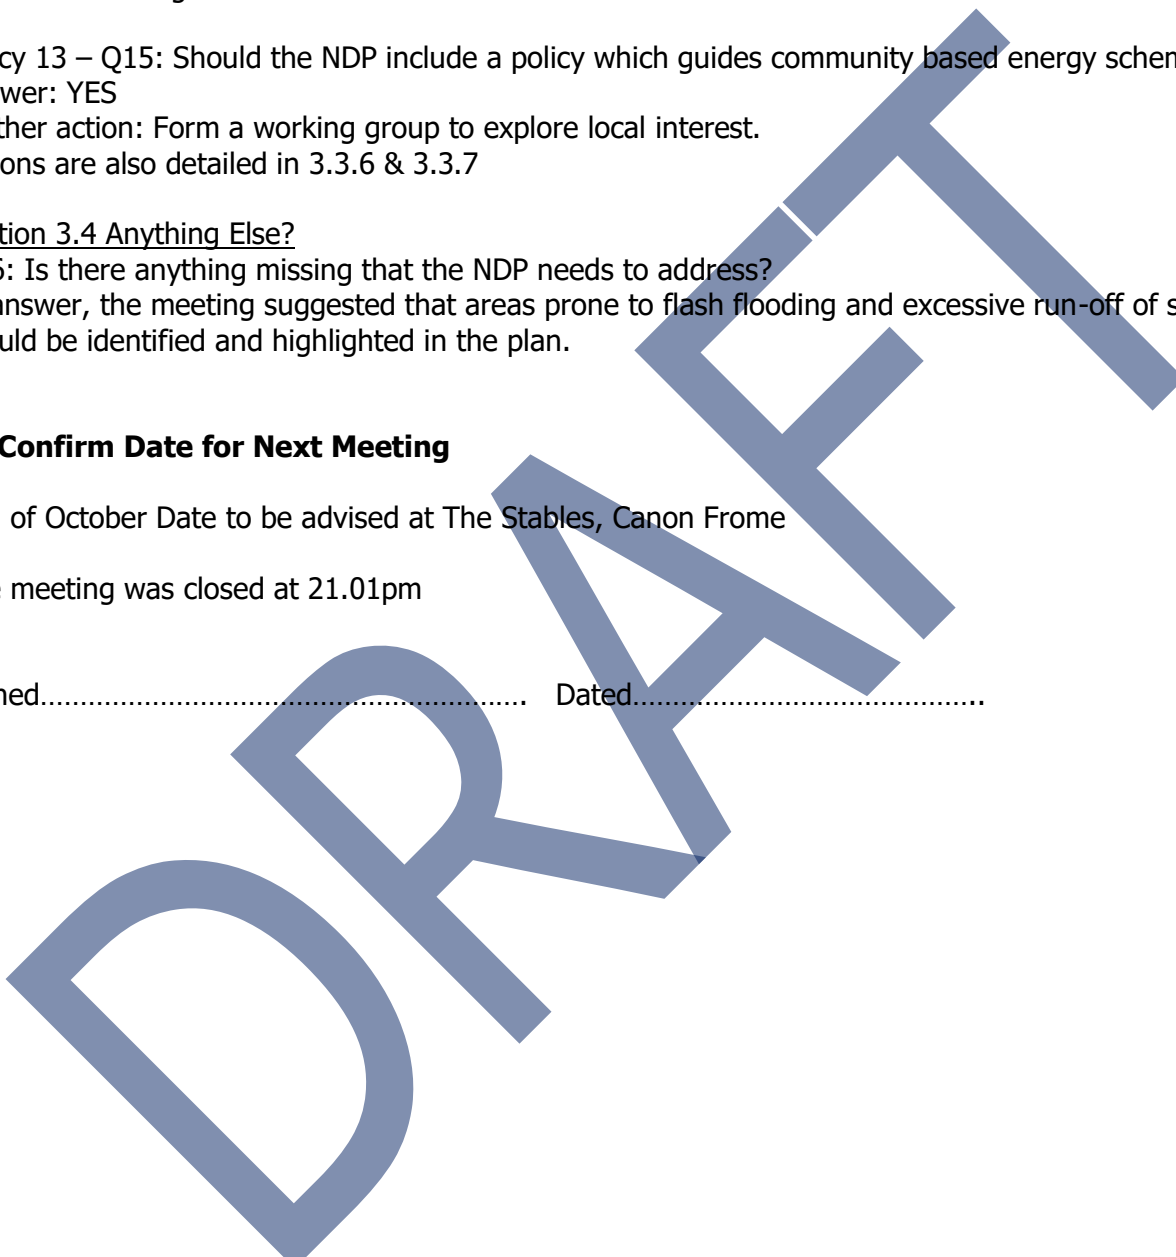 cy 13 – Q15: Should the NDP include a policy which guides community based energy schem
wer: YES
ther action: Form a working group to explore local interest.
ons are also detailed in 3.3.6 & 3.3.7
tion 3.4 Anything Else?
: Is there anything missing that the NDP needs to address?
answer, the meeting suggested that areas prone to flash flooding and excessive run-off of s
uld be identified and highlighted in the plan.
Confirm Date for Next Meeting
of October Date to be advised at The Stables, Canon Frome
meeting was closed at 21.01pm
ned……………………………………………………. Dated……………………………………..
DRAFT